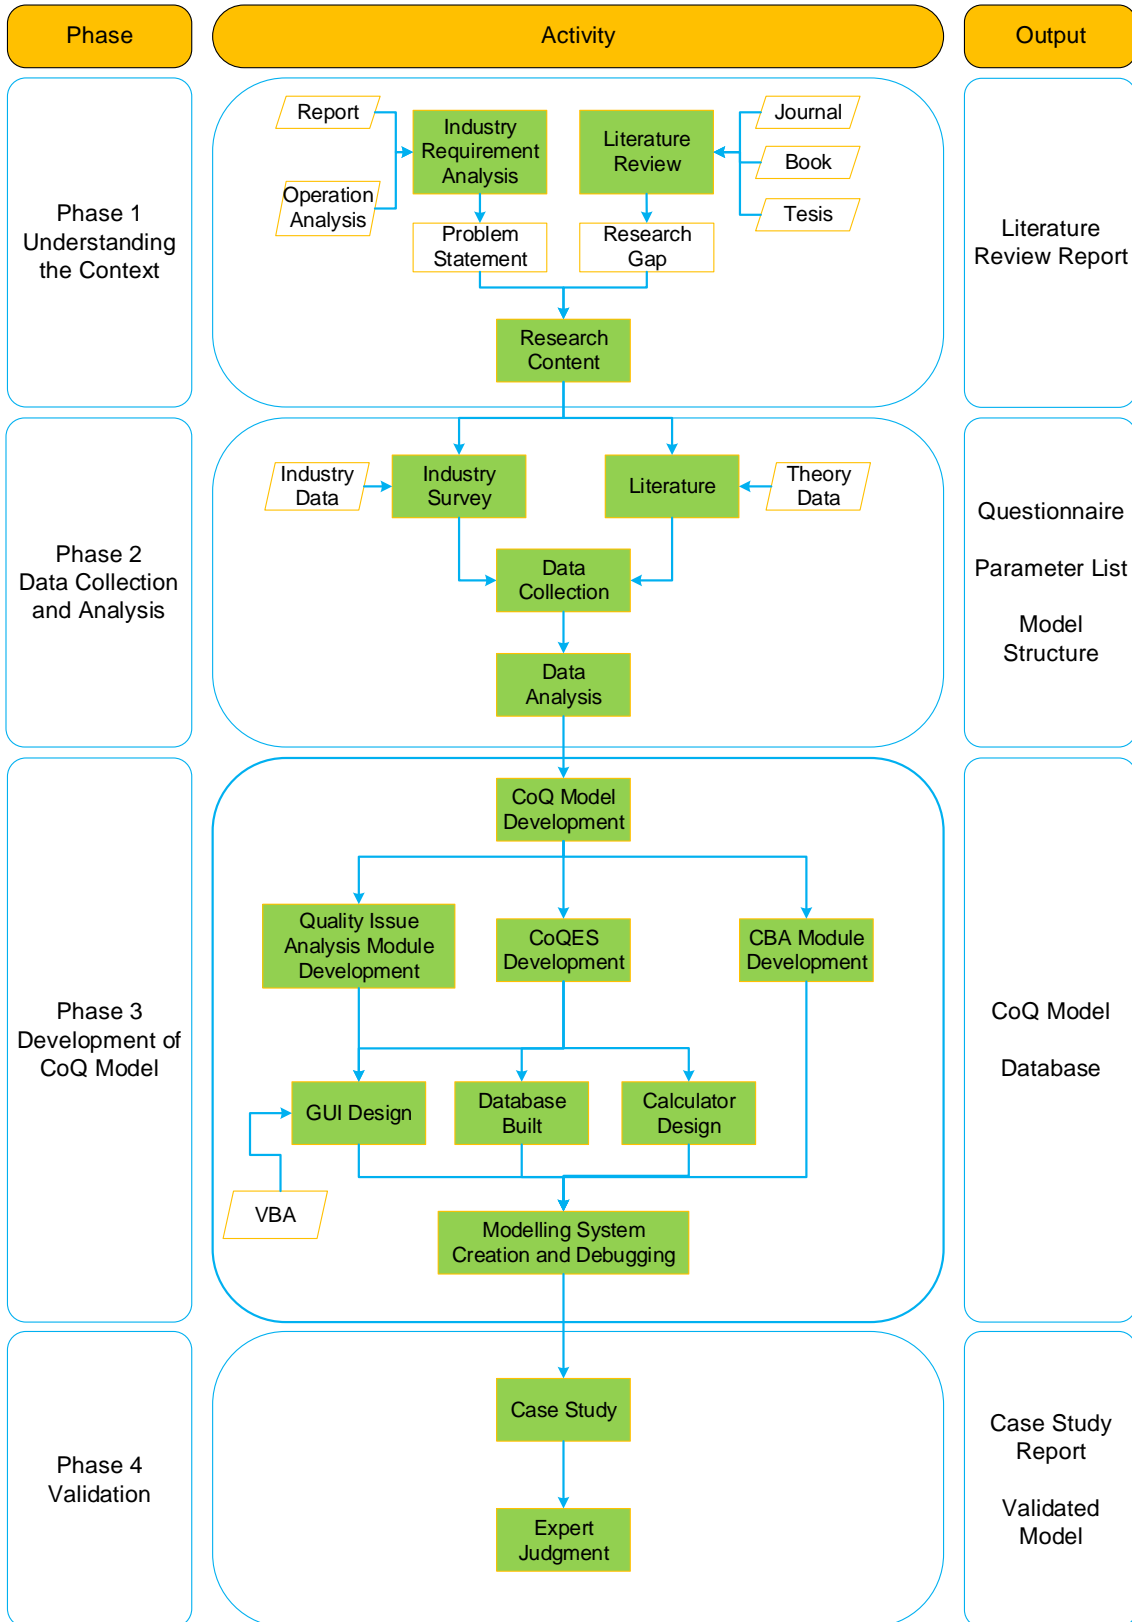 Phase
Activity
Output
Phase 1
Understanding
the Context
Report
Operation
Analysis
Industry
Requirement
Analysis
Literature
Review
Journal
Book
Tesis
Problem
Statement
Research
Gap
Research
Content
Literature
Review Report
Phase 2
Data Collection
and Analysis
Industry
Data
Industry
Survey
Literature
Theory
Data
Data
Collection
Data
Analysis
Questionnaire
Parameter List
Model
Structure
Phase 3
Development of
CoQ Model
CoQ Model
Development
Quality Issue
Analysis Module
Development
CoQES
Development
CBA Module
Development
GUI Design
Database
Built
Calculator
Design
VBA
Modelling System
Creation and Debugging
CoQ Model
Database
Phase 4
Validation
Case Study
Expert
Judgment
Case Study
Report
Validated
Model